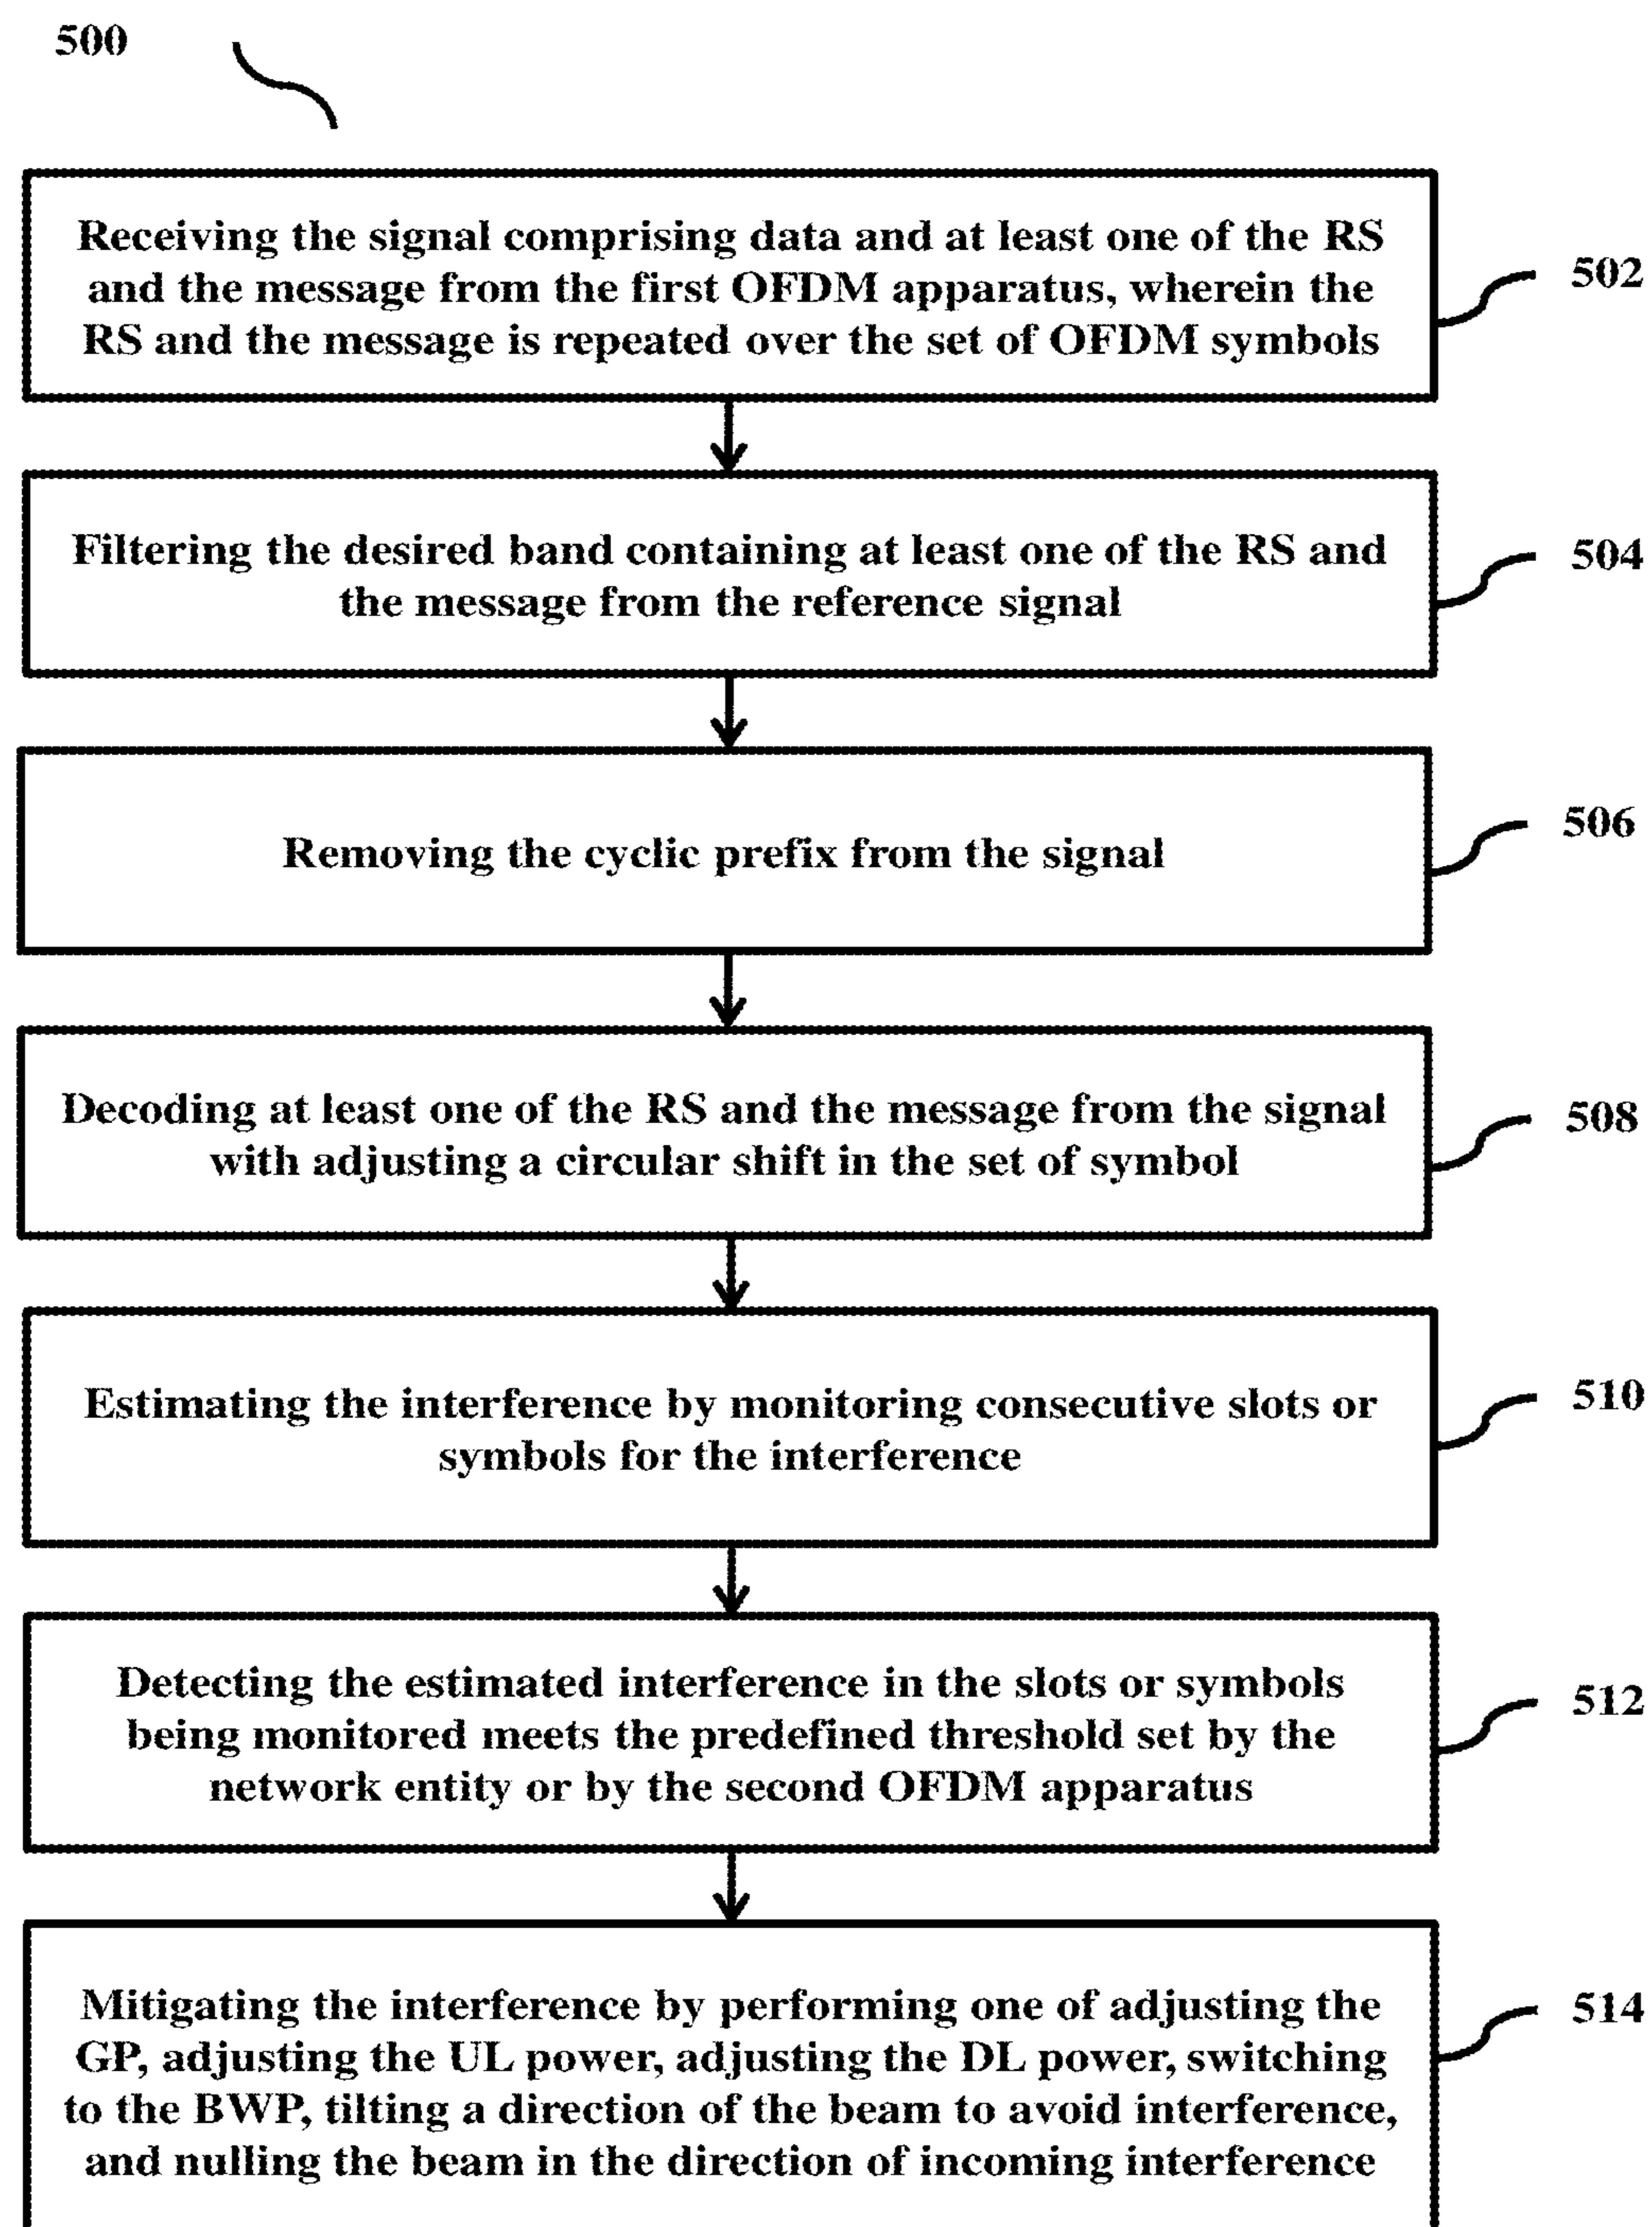 500
Receiving the signal comprising data and at least one of the RS
and the message from the first OFDM apparatus, wherein the
RS and the message is repeated over the set of OFDM symbols
502
Filtering the desired band containing at least one of the RS and
the message from the reference signal
504
Removing the cyclic prefix from the signal
506
Decoding at least one of the RS and the message from the signal
with adjusting a circular shift in the set of symbol
508
Estimating the interference by monitoring consecutive slots or
symbols for the interference
510
Detecting the estimated interference in the slots or symbols
being monitored meets the predefined threshold set by the
network entity or by the second OFDM apparatus
512
Mitigating the interference by performing one of adjusting the
GP, adjusting the UL power, adjusting the DL power, switching
to the BWP, tilting a direction of the beam to avoid interference,
and nulling the beam in the direction of incoming interference
514